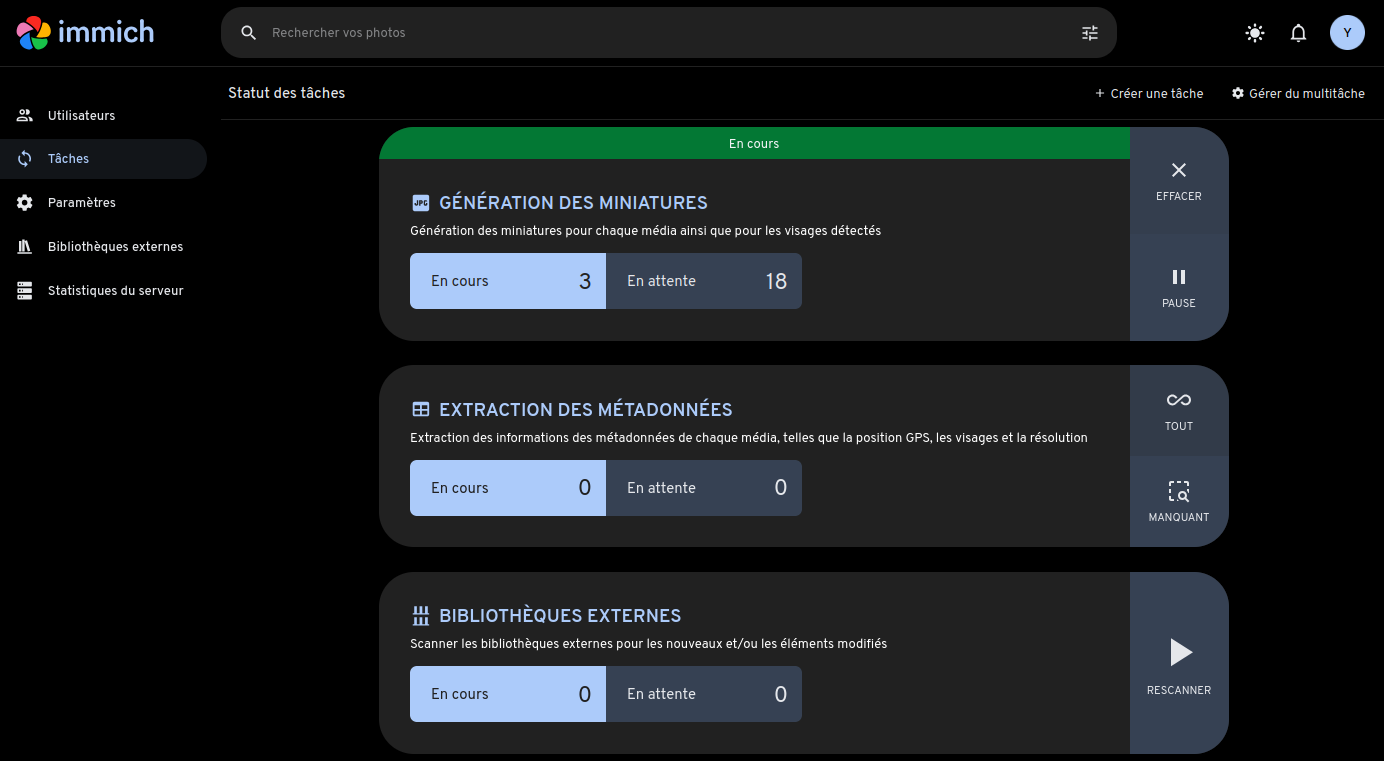 immich
Rechercher vos photos
Y
Statut des tâches
Créer une tâche
Gérer du multitâche
Utilisateurs
Tâches
Paramètres
Bibliothèques externes
Statistiques du serveur
En cours
JPG
GÉNÉRATION DES MINIATURES
Génération des miniatures pour chaque média ainsi que pour les visages détectés
En cours 3 En attente 18
EFFACER
PAUSE
EXTRACTION DES MÉTADONNÉES
Extraction des informations des métadonnées de chaque média, telles que la position GPS, les visages et la résolution
En cours 0 En attente 0
TOUT
MANQUANT
BIBLIOTHÈQUES EXTERNES
Scanner les bibliothèques externes pour les nouveaux et/ou les éléments modifiés
En cours 0 En attente 0
RESCANNER